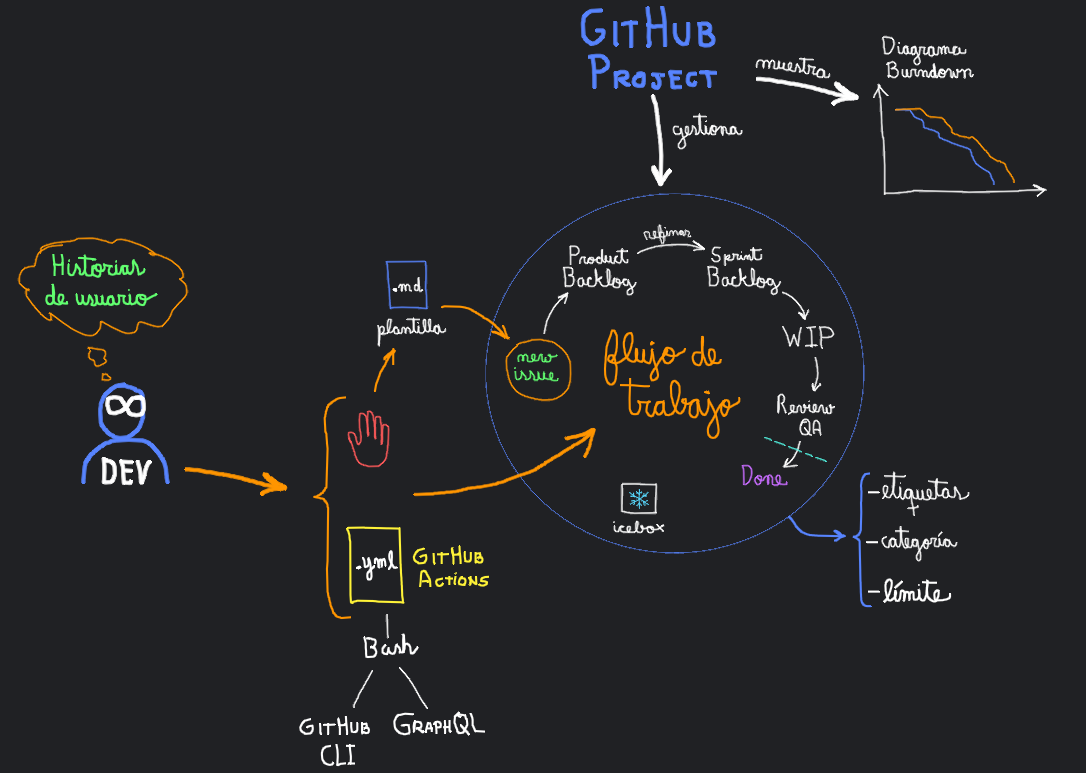 GITHUB
PROJECT
muestra
Diagrama
Burndown
gestiona
Historias
de usuario
DEV
.md
plantilla
new
issue
Product
Backlog
refinar
Sprint
Backlog
WIP
Review
QA
Done
flujo de
trabajo
icebox
-etiquetas
+
-categoría
-límite
.yml
GITHUB
ACTIONS
Bash
GITHUB
CLI
GRAPHQL